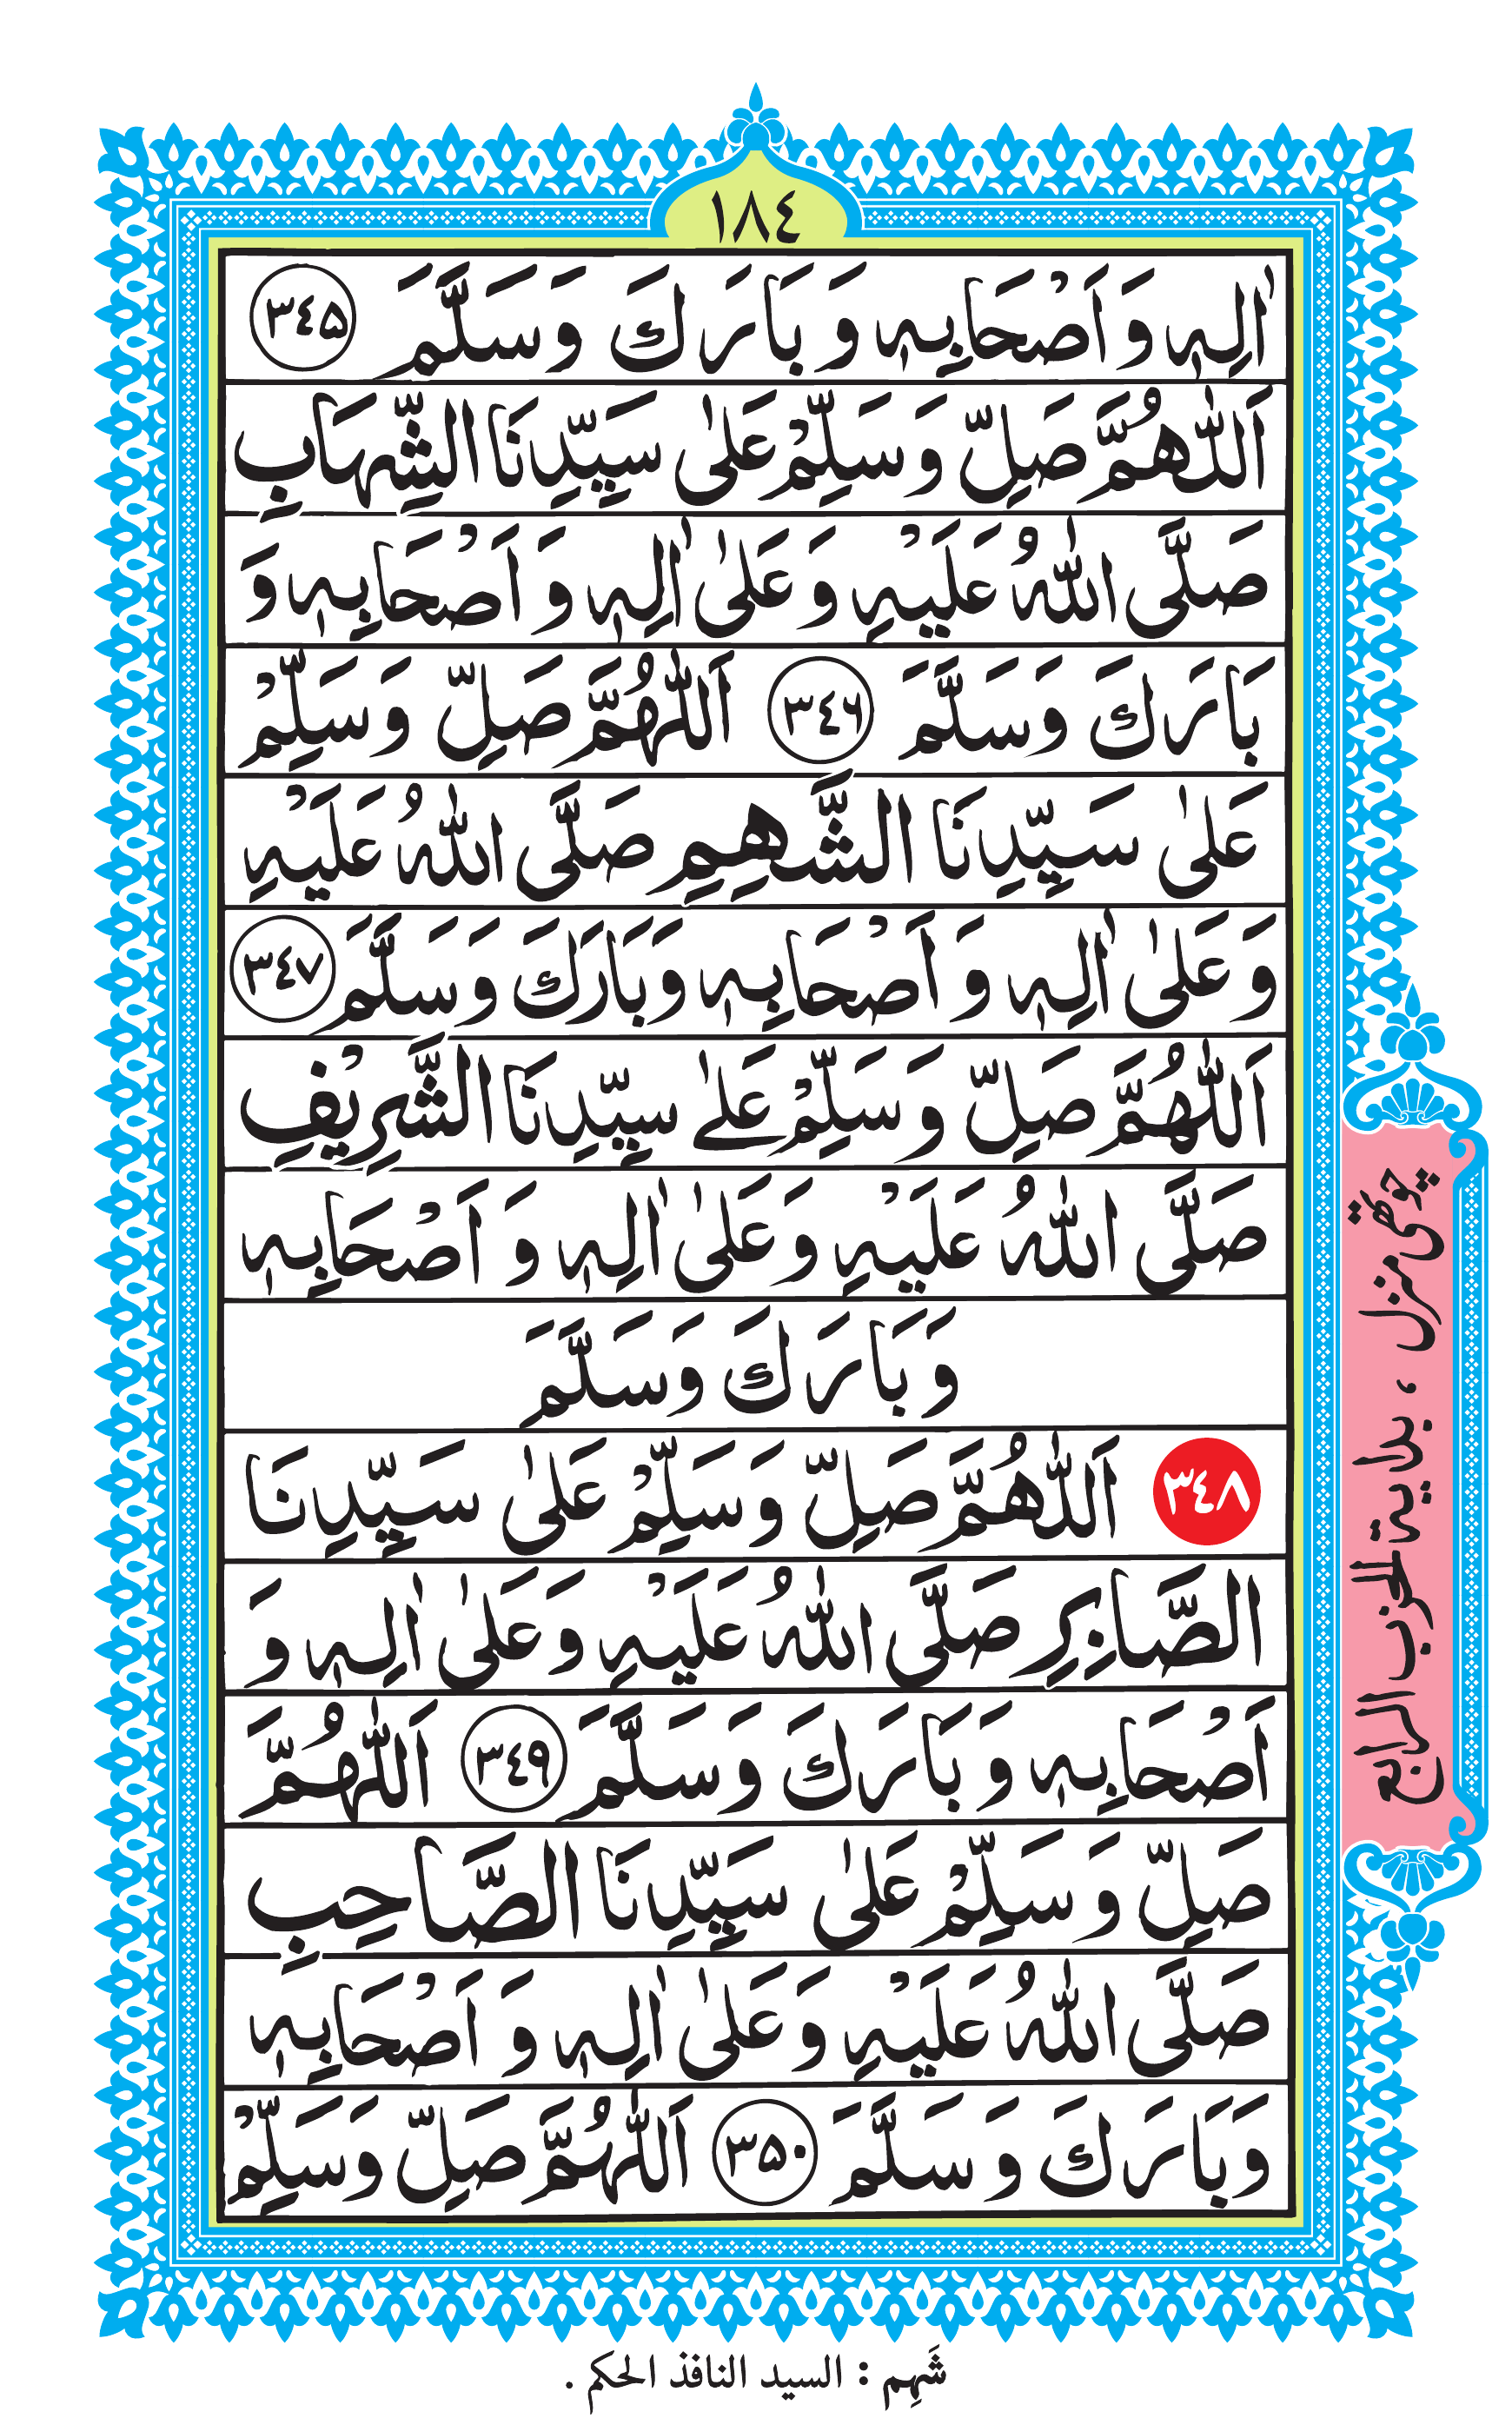 ١٨٤
اٰلِهٖ وَ اَصْحَابِهٖ وَ بَارَكَ وَ سَلَّمَ ٣٤٥
اَللّٰهُمَّ صَلِّ وَ سَلِّمْ عَلٰى سَيِّدِنَا الشِّهَابِ
صَلَّى اللّٰهُ عَلَيْهِ وَ عَلٰى اٰلِهٖ وَ اَصْحَابِهٖ وَ
بَارَكَ وَ سَلَّمَ ٣٤٦ اَللّٰهُمَّ صَلِّ وَ سَلِّمْ
عَلٰى سَيِّدِنَا الشَّهِمِ صَلَّى اللّٰهُ عَلَيْهِ
وَ عَلٰى اٰلِهٖ وَ اَصْحَابِهٖ وَ بَارَكَ وَ سَلَّمَ ٣٤٧
اَللّٰهُمَّ صَلِّ وَ سَلِّمْ عَلٰے سَيِّدِنَا الشَّرِيْفِ
صَلَّى اللّٰهُ عَلَيْهِ وَ عَلٰى اٰلِهٖ وَ اَصْحَابِهٖ
وَ بَارَكَ وَ سَلَّمَ
٣٤٨ اَللّٰهُمَّ صَلِّ وَ سَلِّمْ عَلٰى سَيِّدِنَا
الصَّابِرِ صَلَّى اللّٰهُ عَلَيْهِ وَ عَلٰى اٰلِهٖ وَ
اَصْحَابِهٖ وَ بَارَكَ وَ سَلَّمَ ٣٤٩ اَللّٰهُمَّ
صَلِّ وَ سَلِّمْ عَلٰى سَيِّدِنَا الصَّاحِبِ
صَلَّى اللّٰهُ عَلَيْهِ وَ عَلٰى اٰلِهٖ وَ اَصْحَابِهٖ
وَ بَارَكَ وَ سَلَّمَ ٣٥٠ اَللّٰهُمَّ صَلِّ وَ سَلِّمْ
چوتھی منزل ، بداية الحزب الرابع
شَهِم : السيد النافذ الحكم .